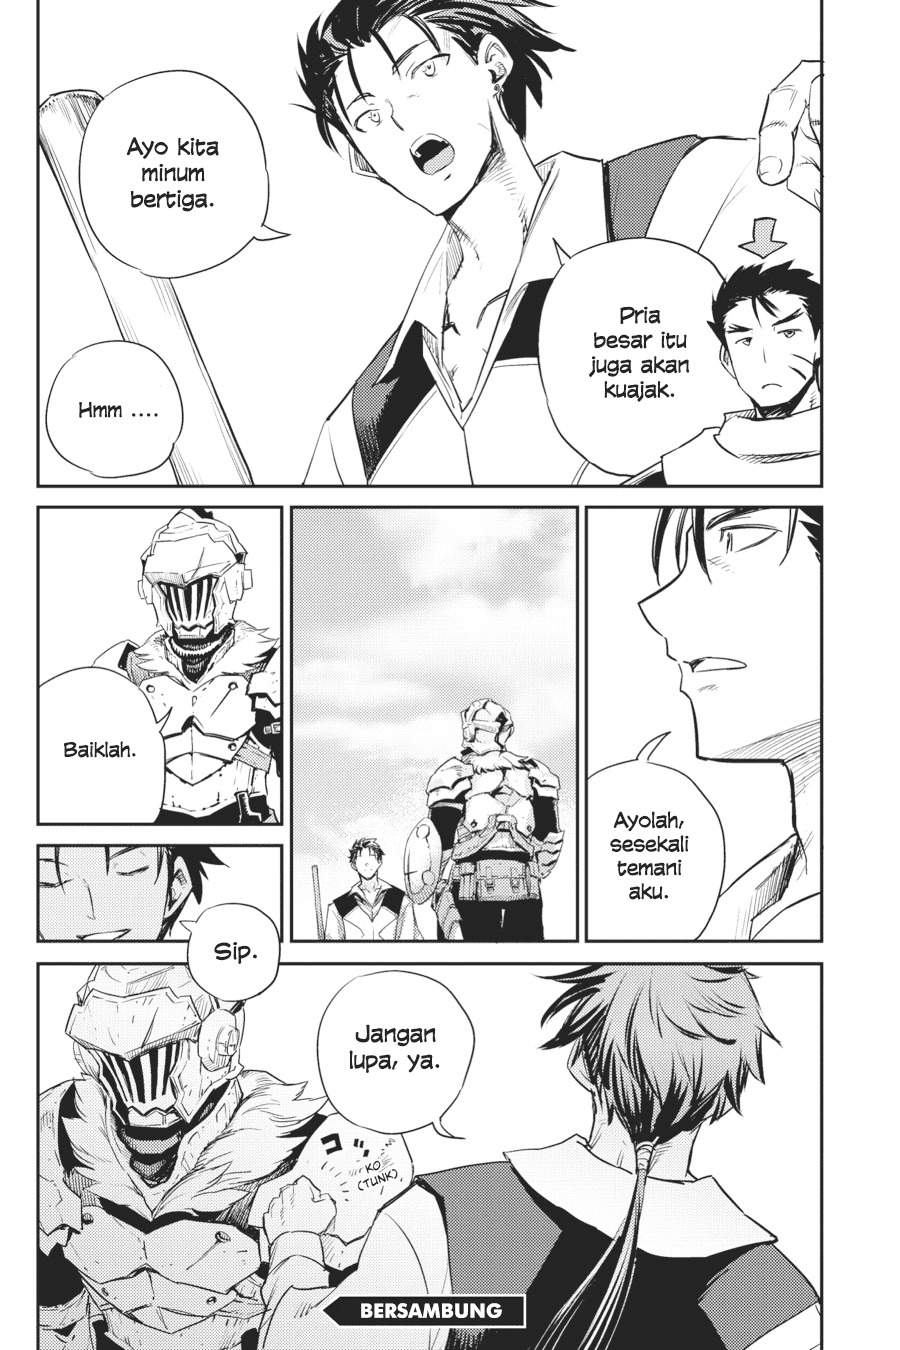 Ayo kita
minum
bertiga.
Pria
besar itu
juga akan
kuajak.
Hmm ....
Ayolah,
sesekali
temani
aku.
Baiklah.
Sip.
Jangan
lupa, ya.
コッ
KO
(TUNK)
BERSAMBUNG